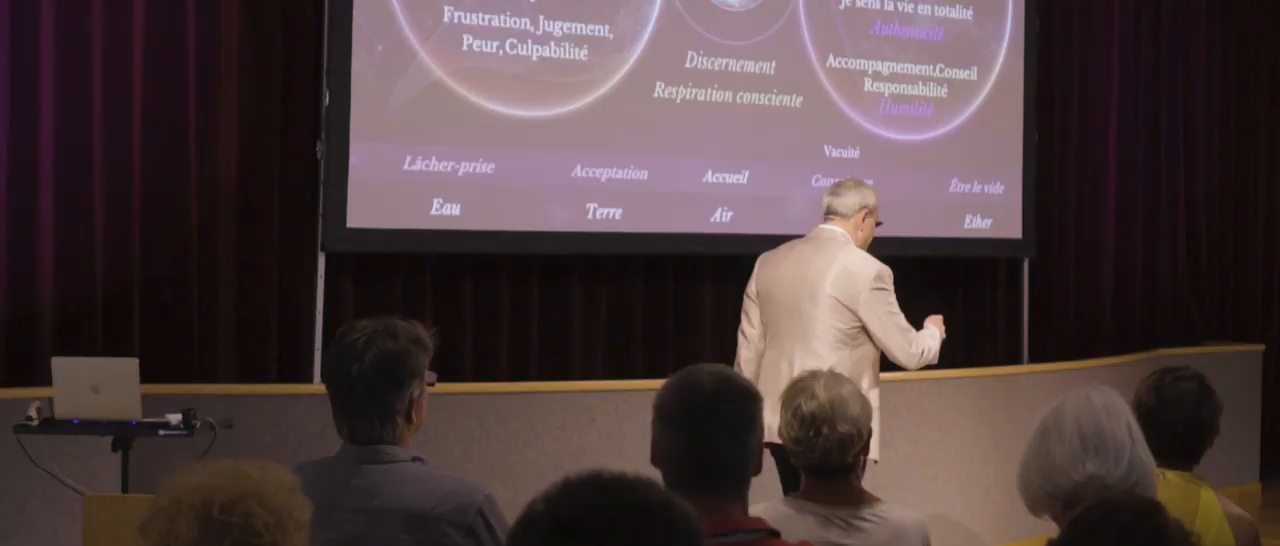 Frustration, Jugement,
Peur, Culpabilité
Discernement
Respiration consciente
Je sens la vie en totalité
Authenticité
Accompagnement,Conseil
Responsabilité
Humilité
Vacuité
Lâcher-prise
Acceptation
Accueil
Être le vide
Eau
Terre
Air
Ether